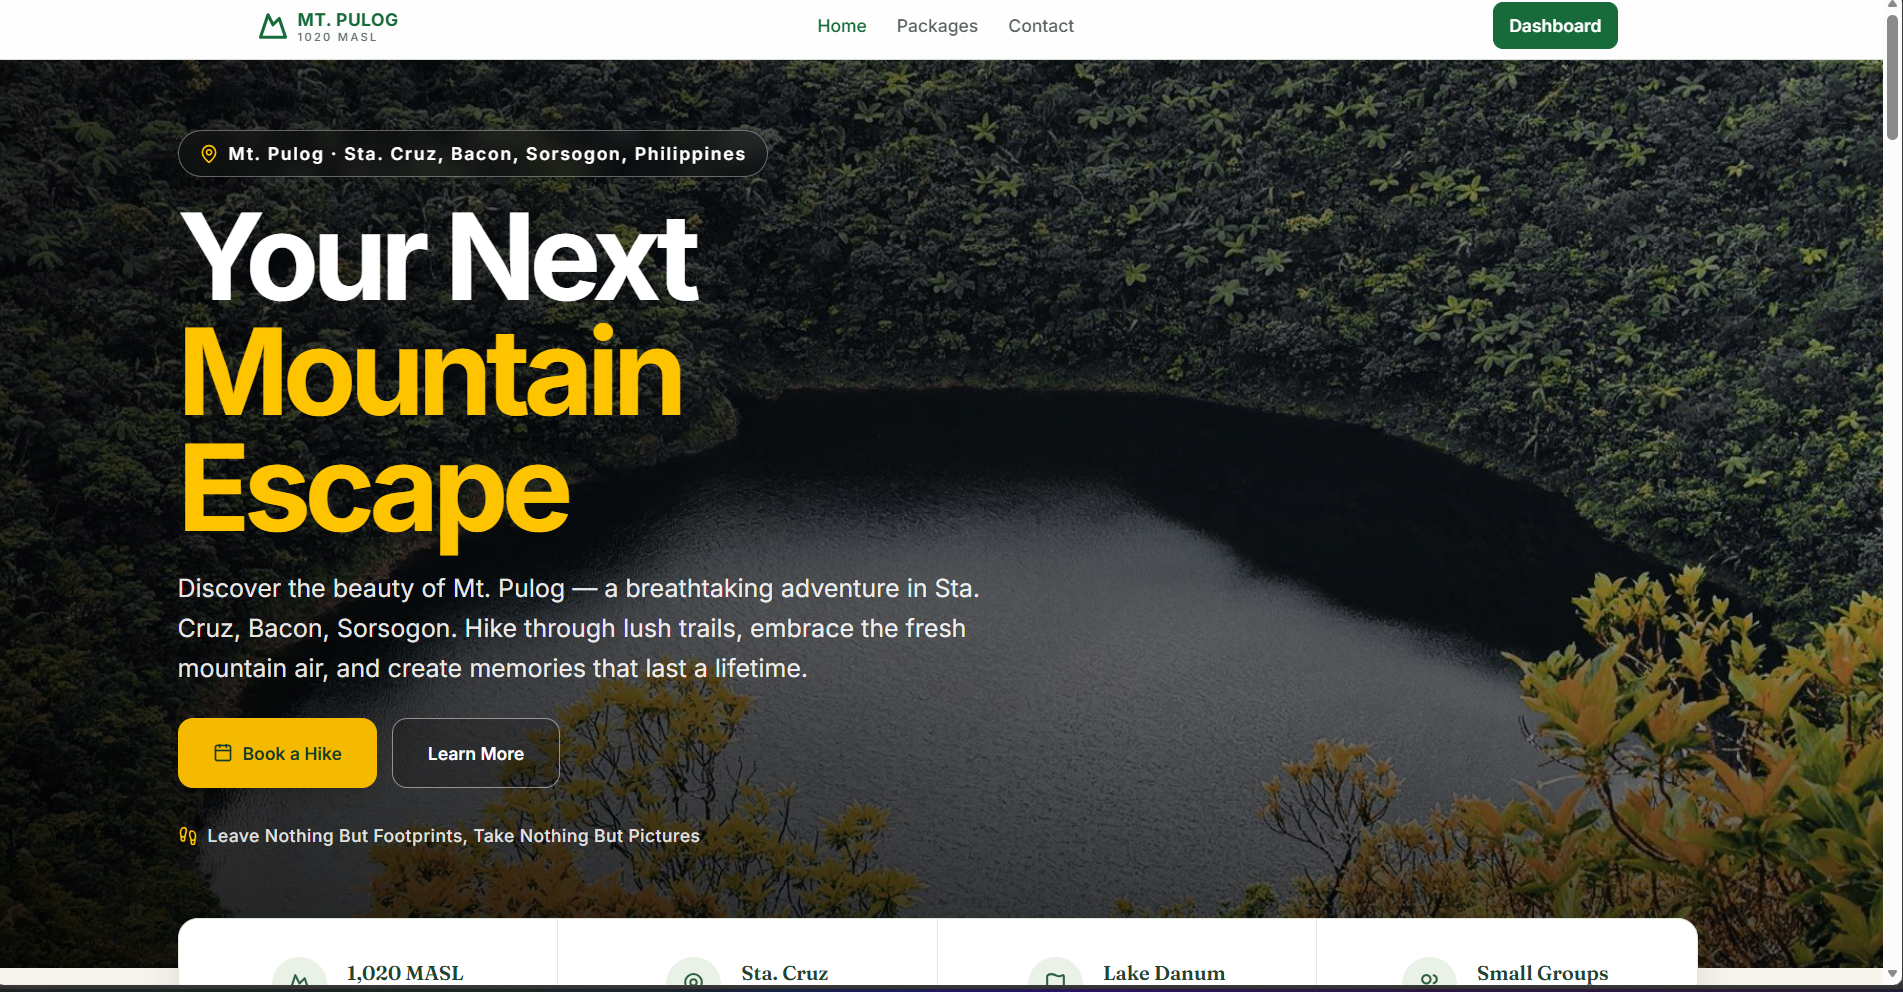 MT. PULOG
1020 MASL
Home
Packages
Contact
Dashboard
Mt. Pulog · Sta. Cruz, Bacon, Sorsogon, Philippines
Your Next
Mountain
Escape
Discover the beauty of Mt. Pulog — a breathtaking adventure in Sta.
Cruz, Bacon, Sorsogon. Hike through lush trails, embrace the fresh
mountain air, and create memories that last a lifetime.
Book a Hike
Learn More
Leave Nothing But Footprints, Take Nothing But Pictures
1,020 MASL
Sta. Cruz
Lake Danum
Small Groups